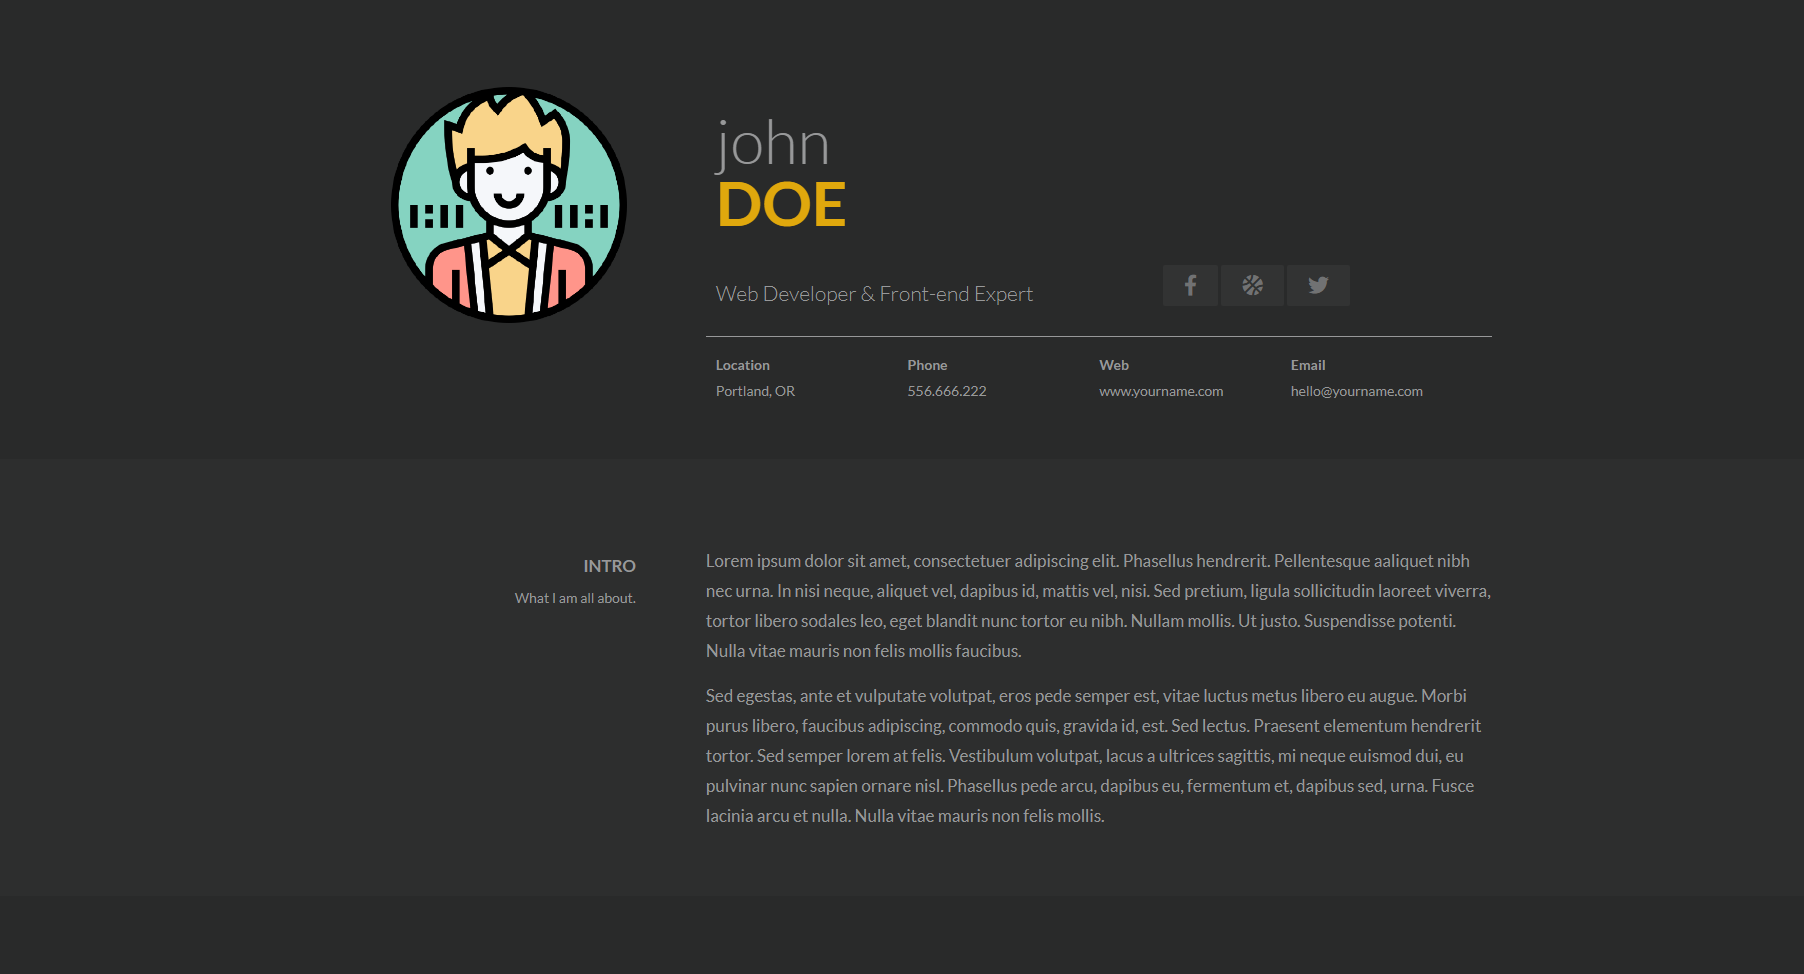 john
DOE
Web Developer & Front-end Expert
Location
Portland, OR
Phone
556.666.222
Web
www.yourname.com
Email
hello@yourname.com
INTRO
What I am all about.
Lorem ipsum dolor sit amet, consectetuer adipiscing elit. Phasellus hendrerit. Pellentesque aaliquet nibh
nec urna. In nisi neque, aliquet vel, dapibus id, mattis vel, nisi. Sed pretium, ligula sollicitudin laoreet viverra,
tortor libero sodales leo, eget blandit nunc tortor eu nibh. Nullam mollis. Ut justo. Suspendisse potenti.
Nulla vitae mauris non felis mollis faucibus.
Sed egestas, ante et vulputate volutpat, eros pede semper est, vitae luctus metus libero eu augue. Morbi
purus libero, faucibus adipiscing, commodo quis, gravida id, est. Sed lectus. Praesent elementum hendrerit
tortor. Sed semper lorem at felis. Vestibulum volutpat, lacus a ultrices sagittis, mi neque euismod dui, eu
pulvinar nunc sapien ornare nisl. Phasellus pede arcu, dapibus eu, fermentum et, dapibus sed, urna. Fusce
lacinia arcu et nulla. Nulla vitae mauris non felis mollis.